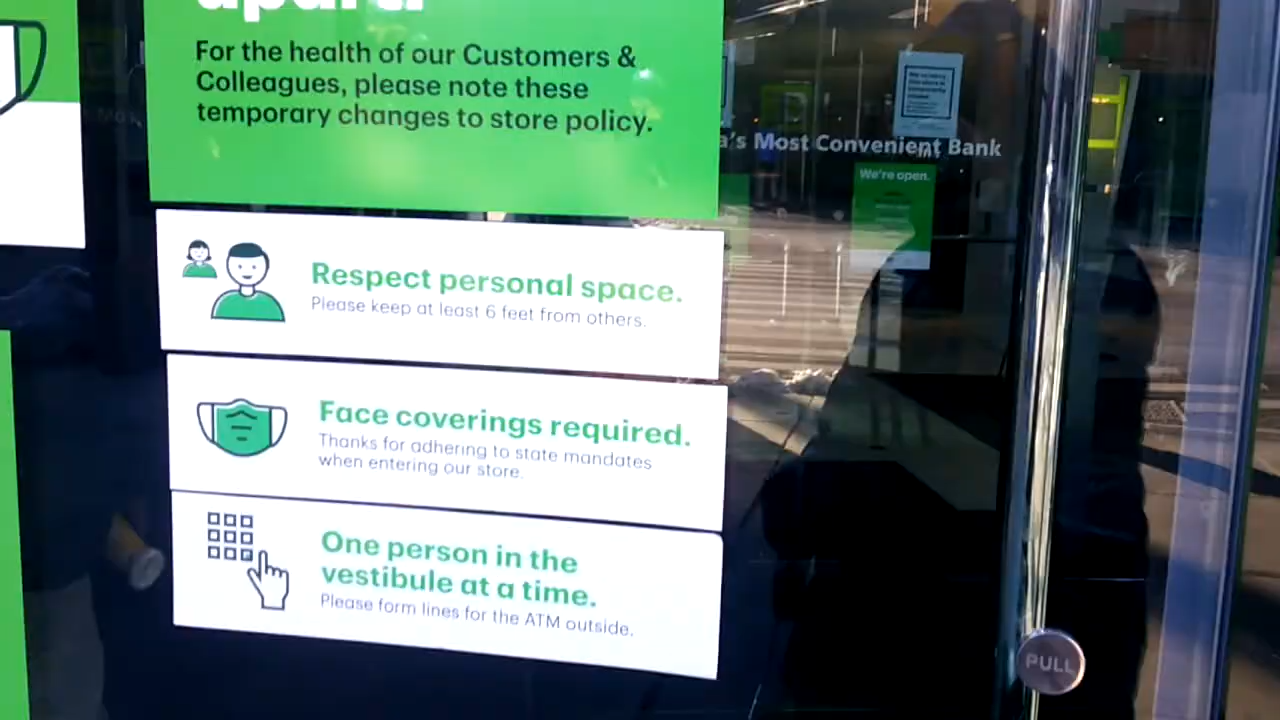 apart.
For the health of our Customers &
Colleagues, please note these
temporary changes to store policy.
Respect personal space.
Please keep at least 6 feet from others.
Face coverings required.
Thanks for adhering to state mandates
when entering our store.
One person in the
vestibule at a time.
Please form lines for the ATM outside.
a's Most Convenient Bank
We're open.
PULL